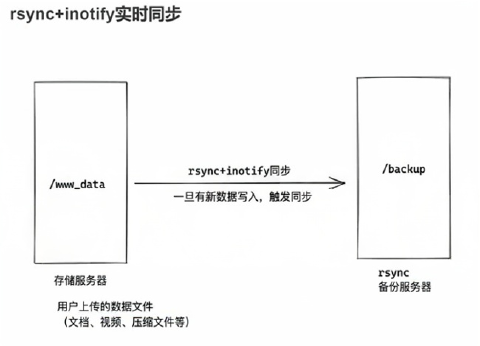 rsync+inotify实时同步
/www_data
rsync+inotify同步
一旦有新数据写入，触发同步
/backup
存储服务器
用户上传的数据文件
（文档、视频、压缩文件等）
rsync
备份服务器